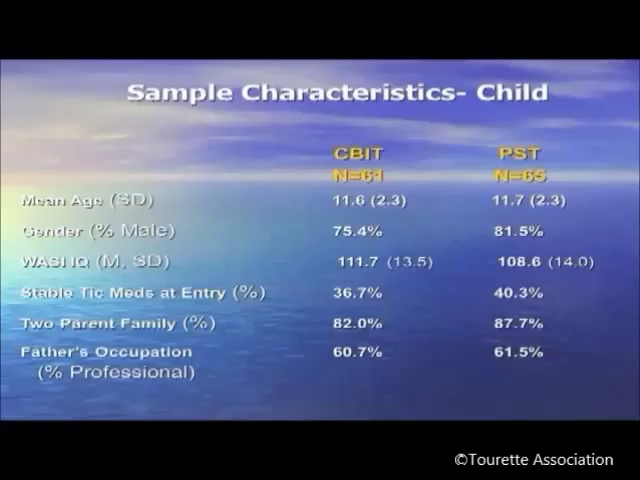 Sample Characteristics- Child
CBIT PST
N=61 N=65
Mean Age (SD) 11.6 (2.3) 11.7 (2.3)
Gender (% Male) 75.4% 81.5%
WASI IQ (M, SD) 111.7 (13.5) 108.6 (14.0)
Stable Tic Meds at Entry (%) 36.7% 40.3%
Two Parent Family (%) 82.0% 87.7%
Father's Occupation 60.7% 61.5%
(% Professional)
©Tourette Association